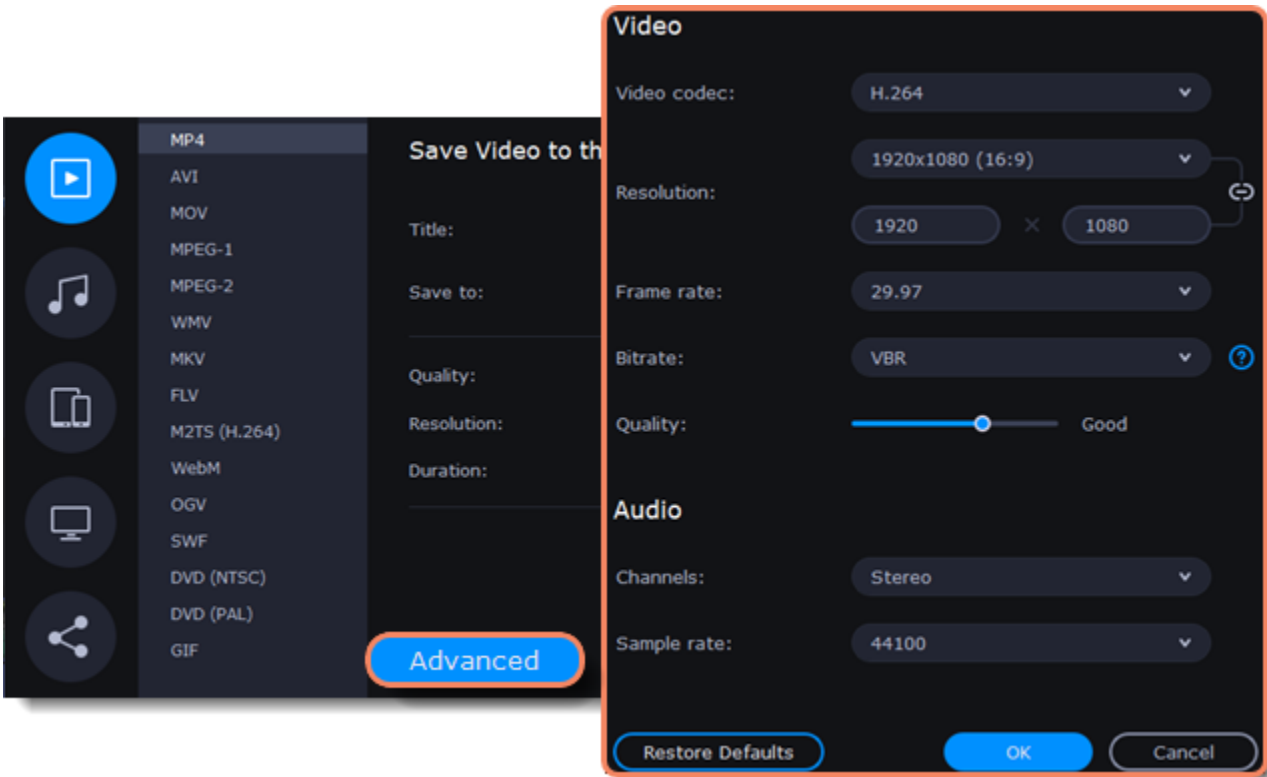 MP4
AVI
MOV
MPEG-1
MPEG-2
WMV
MKV
FLV
M2TS (H.264)
WebM
OGV
SWF
DVD (NTSC)
DVD (PAL)
GIF
Save Video to th
Title:
Save to:
Quality:
Resolution:
Duration:
Advanced
Video
Video codec: H.264
1920x1080 (16:9)
Resolution:
1920 × 1080
Frame rate: 29.97
Bitrate: VBR ?
Quality: Good
Audio
Channels: Stereo
Sample rate: 44100
Restore Defaults OK Cancel